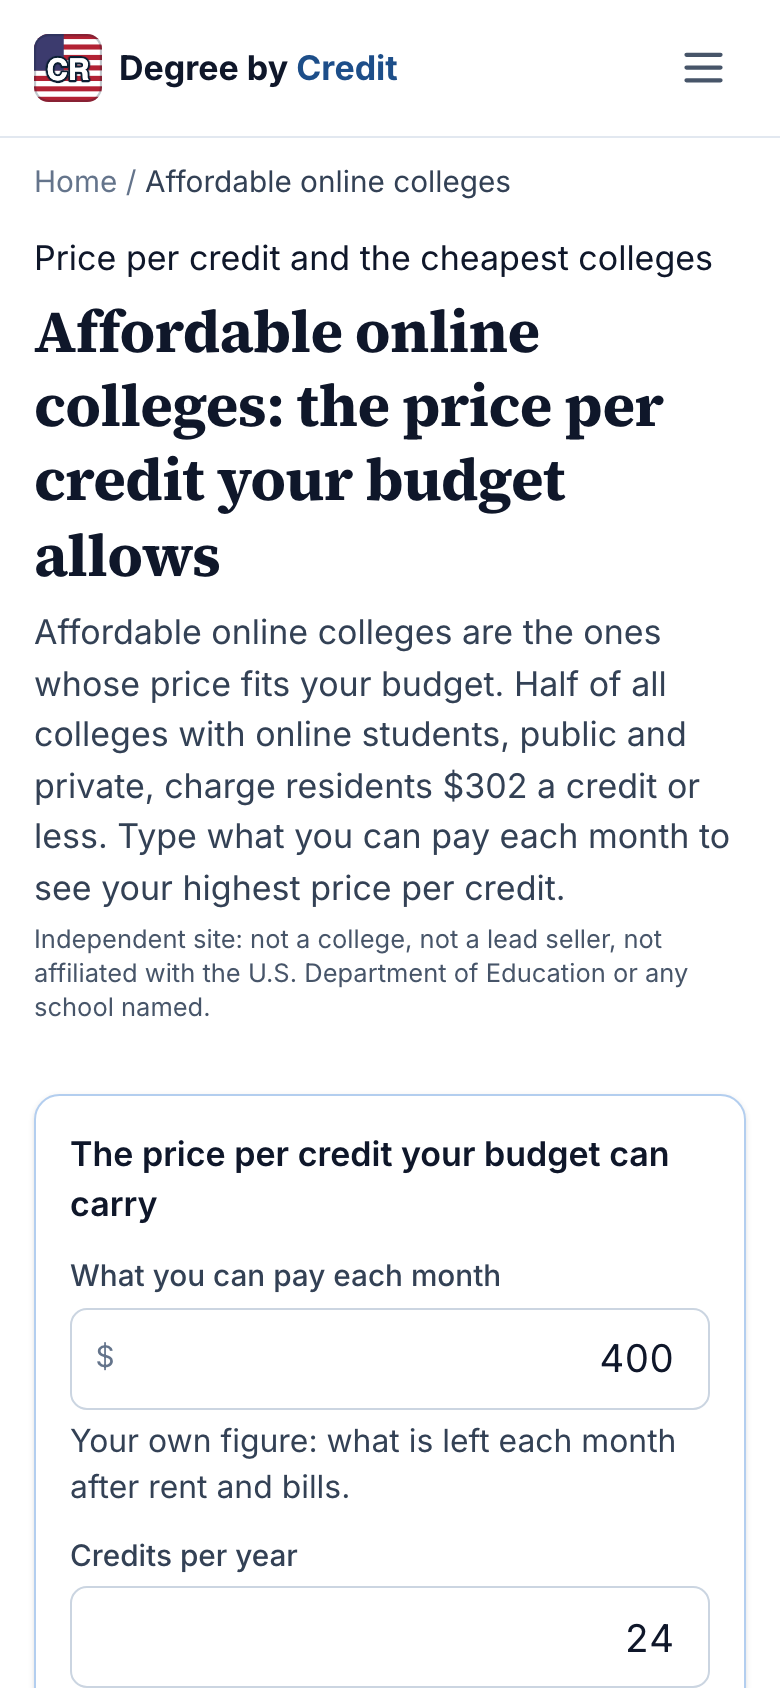 CR
Degree by Credit
Home / Affordable online colleges
Price per credit and the cheapest colleges
Affordable online
colleges: the price per
credit your budget
allows
Affordable online colleges are the ones
whose price fits your budget. Half of all
colleges with online students, public and
private, charge residents $302 a credit or
less. Type what you can pay each month to
see your highest price per credit.
Independent site: not a college, not a lead seller, not
affiliated with the U.S. Department of Education or any
school named.
The price per credit your budget can
carry
What you can pay each month
$ 400
Your own figure: what is left each month
after rent and bills.
Credits per year
24